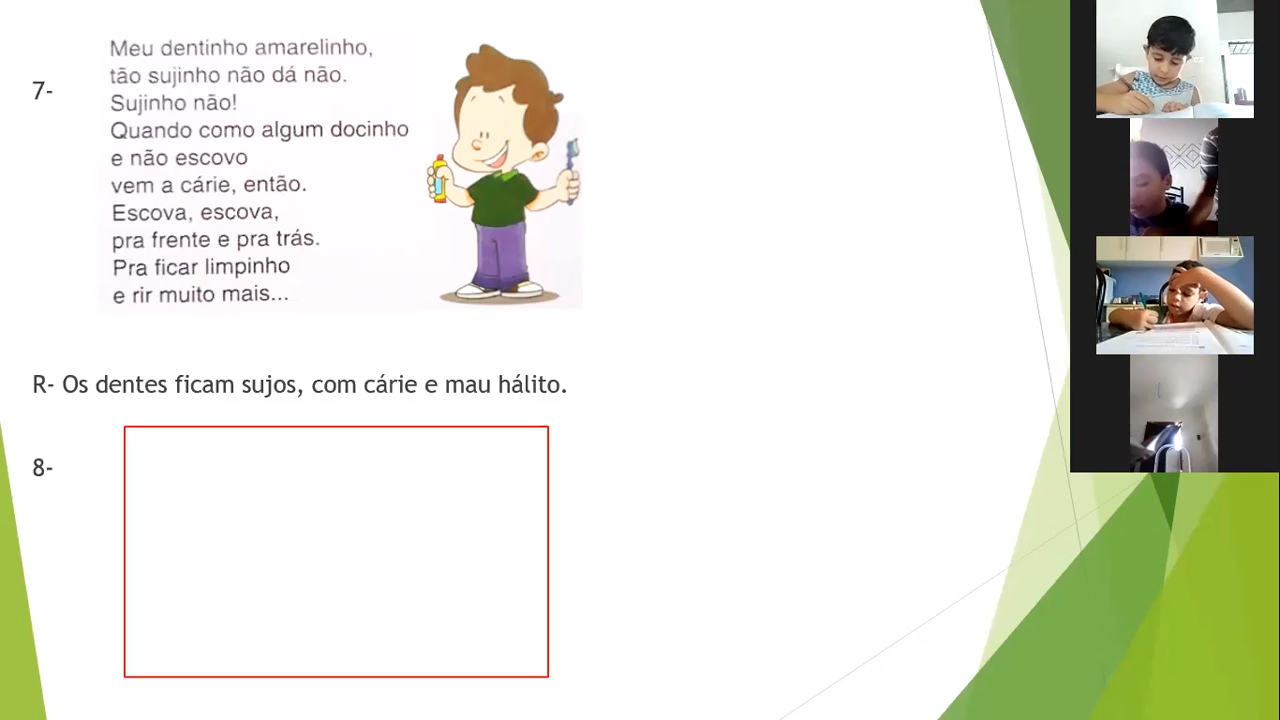 7-
Meu dentinho amarelinho,
tão sujinho não dá não.
Sujinho não!
Quando como algum docinho
e não escovo
vem a cárie, então.
Escova, escova,
pra frente e pra trás.
Pra ficar limpinho
e rir muito mais...
R- Os dentes ficam sujos, com cárie e mau hálito.
8-